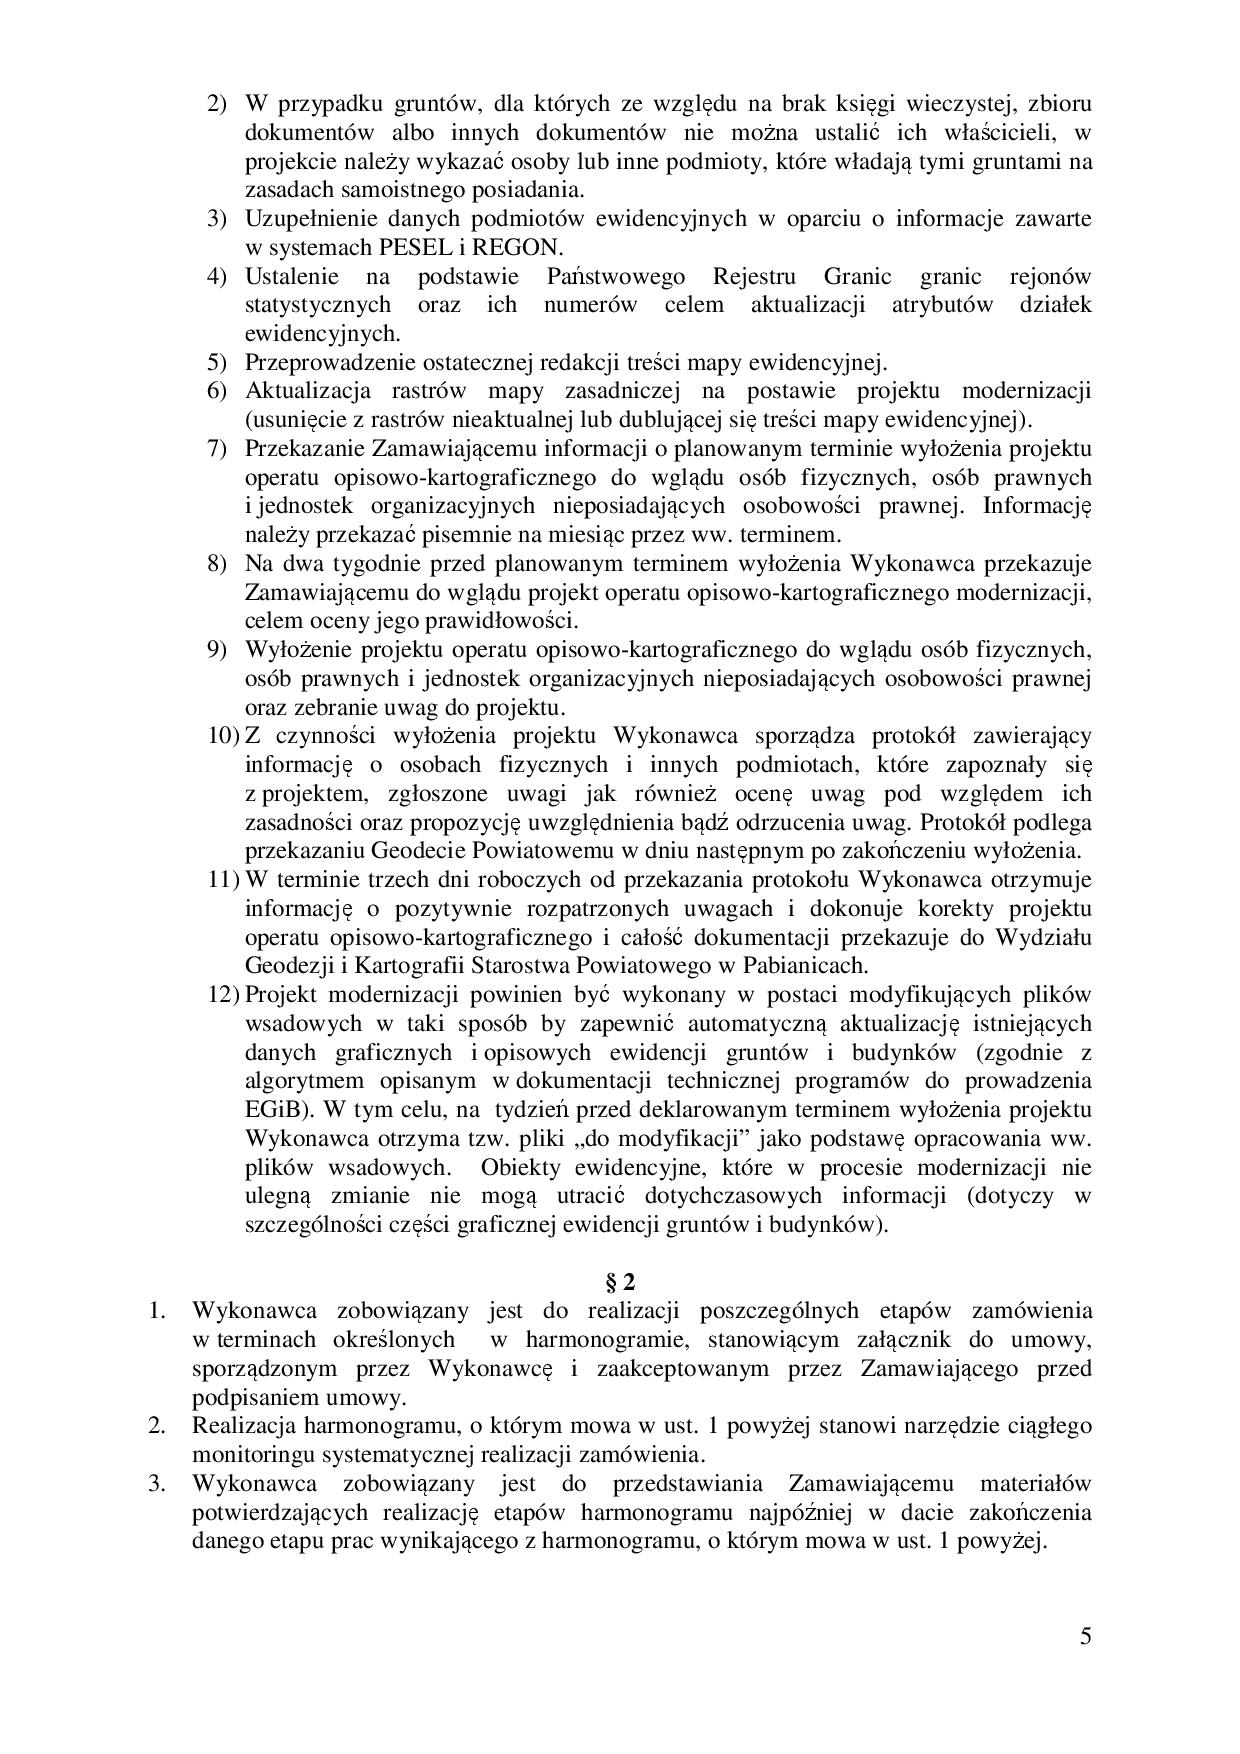 2) W przypadku gruntów, dla których ze względu na brak księgi wieczystej, zbioru
dokumentów albo innych dokumentów nie można ustalić ich właścicieli, w
projekcie należy wykazać osoby lub inne podmioty, które władają tymi gruntami na
zasadach samoistnego posiadania.
3) Uzupełnienie danych podmiotów ewidencyjnych w oparciu o informacje zawarte
w systemach PESEL i REGON.
4) Ustalenie na podstawie Państwowego Rejestru Granic granic rejonów
statystycznych oraz ich numerów celem aktualizacji atrybutów działek
ewidencyjnych.
5) Przeprowadzenie ostatecznej redakcji treści mapy ewidencyjnej.
6) Aktualizacja rastrów mapy zasadniczej na postawie projektu modernizacji
(usunięcie z rastrów nieaktualnej lub dublującej się treści mapy ewidencyjnej).
7) Przekazanie Zamawiającemu informacji o planowanym terminie wyłożenia projektu
operatu opisowo-kartograficznego do wglądu osób fizycznych, osób prawnych
i jednostek organizacyjnych nieposiadających osobowości prawnej. Informację
należy przekazać pisemnie na miesiąc przez ww. terminem.
8) Na dwa tygodnie przed planowanym terminem wyłożenia Wykonawca przekazuje
Zamawiającemu do wglądu projekt operatu opisowo-kartograficznego modernizacji,
celem oceny jego prawidłowości.
9) Wyłożenie projektu operatu opisowo-kartograficznego do wglądu osób fizycznych,
osób prawnych i jednostek organizacyjnych nieposiadających osobowości prawnej
oraz zebranie uwag do projektu.
10) Z czynności wyłożenia projektu Wykonawca sporządza protokół zawierający
informację o osobach fizycznych i innych podmiotach, które zapoznały się
z projektem, zgłoszone uwagi jak również ocenę uwag pod względem ich
zasadności oraz propozycję uwzględnienia bądź odrzucenia uwag. Protokół podlega
przekazaniu Geodecie Powiatowemu w dniu następnym po zakończeniu wyłożenia.
11) W terminie trzech dni roboczych od przekazania protokołu Wykonawca otrzymuje
informację o pozytywnie rozpatrzonych uwagach i dokonuje korekty projektu
operatu opisowo-kartograficznego i całość dokumentacji przekazuje do Wydziału
Geodezji i Kartografii Starostwa Powiatowego w Pabianicach.
12) Projekt modernizacji powinien być wykonany w postaci modyfikujących plików
wsadowych w taki sposób by zapewnić automatyczną aktualizację istniejących
danych graficznych i opisowych ewidencji gruntów i budynków (zgodnie z
algorytmem opisanym w dokumentacji technicznej programów do prowadzenia
EGiB). W tym celu, na tydzień przed deklarowanym terminem wyłożenia projektu
Wykonawca otrzyma tzw. pliki „do modyfikacji” jako podstawę opracowania ww.
plików wsadowych. Obiekty ewidencyjne, które w procesie modernizacji nie
ulegną zmianie nie mogą utracić dotychczasowych informacji (dotyczy w
szczególności części graficznej ewidencji gruntów i budynków).
§ 2
1. Wykonawca zobowiązany jest do realizacji poszczególnych etapów zamówienia
w terminach określonych w harmonogramie, stanowiącym załącznik do umowy,
sporządzonym przez Wykonawcę i zaakceptowanym przez Zamawiającego przed
podpisaniem umowy.
2. Realizacja harmonogramu, o którym mowa w ust. 1 powyżej stanowi narzędzie ciągłego
monitoringu systematycznej realizacji zamówienia.
3. Wykonawca zobowiązany jest do przedstawiania Zamawiającemu materiałów
potwierdzających realizację etapów harmonogramu najpóźniej w dacie zakończenia
danego etapu prac wynikającego z harmonogramu, o którym mowa w ust. 1 powyżej.
5